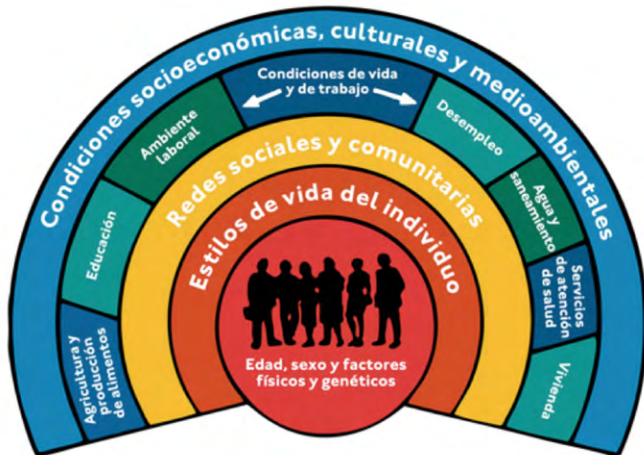 Condiciones socioeconómicas, culturales y medioambientales
Condiciones de vida
y de trabajo
Agricultura y
producción
de alimentos
Educación
Ambiente
laboral
Desempleo
Agua y
saneamiento
Servicios
de atención
de salud
Vivienda
Redes sociales y comunitarias
Estilos de vida del individuo
Edad, sexo y factores
físicos y genéticos